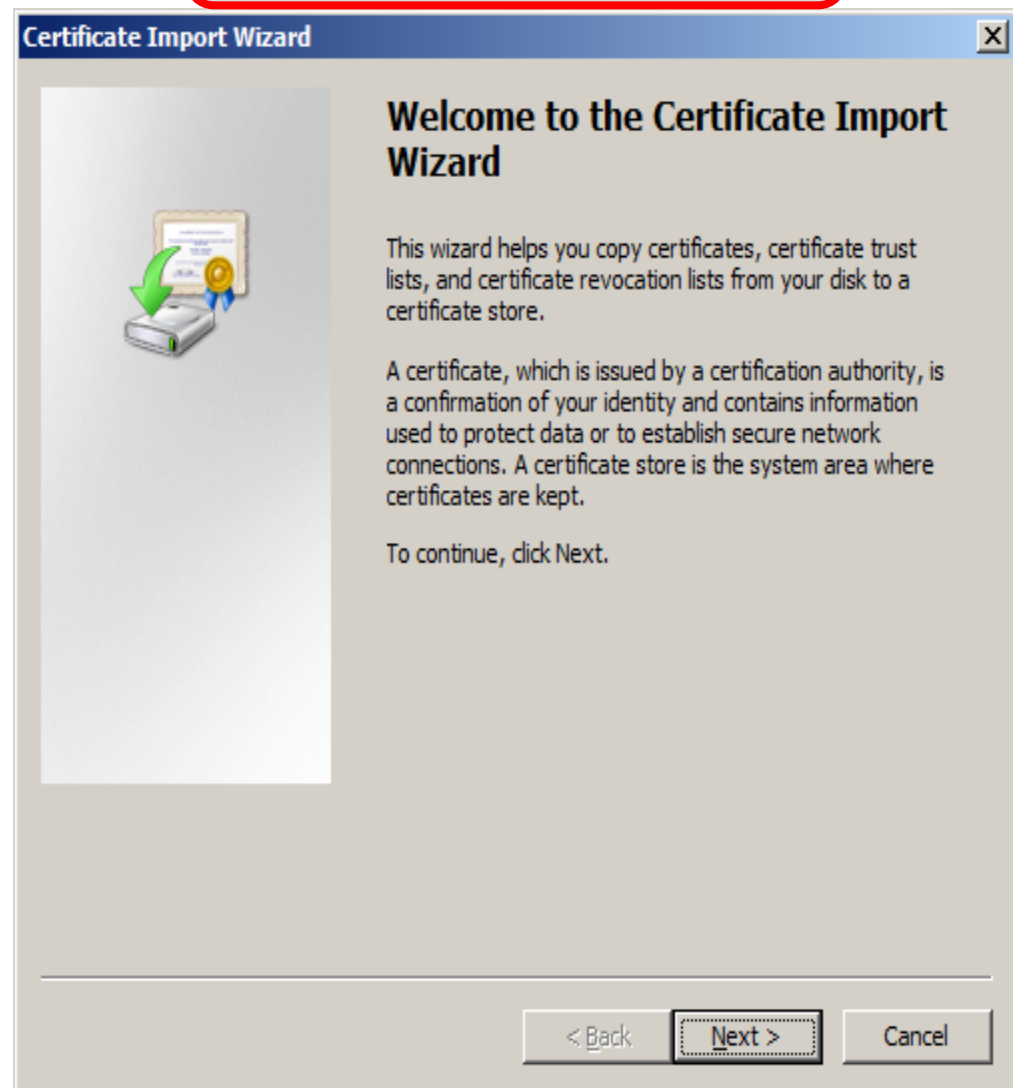 Certificate Import Wizard
Welcome to the Certificate Import
Wizard
This wizard helps you copy certificates, certificate trust
lists, and certificate revocation lists from your disk to a
certificate store.
A certificate, which is issued by a certification authority, is
a confirmation of your identity and contains information
used to protect data or to establish secure network
connections. A certificate store is the system area where
certificates are kept.
To continue, click Next.
< Back Next > Cancel